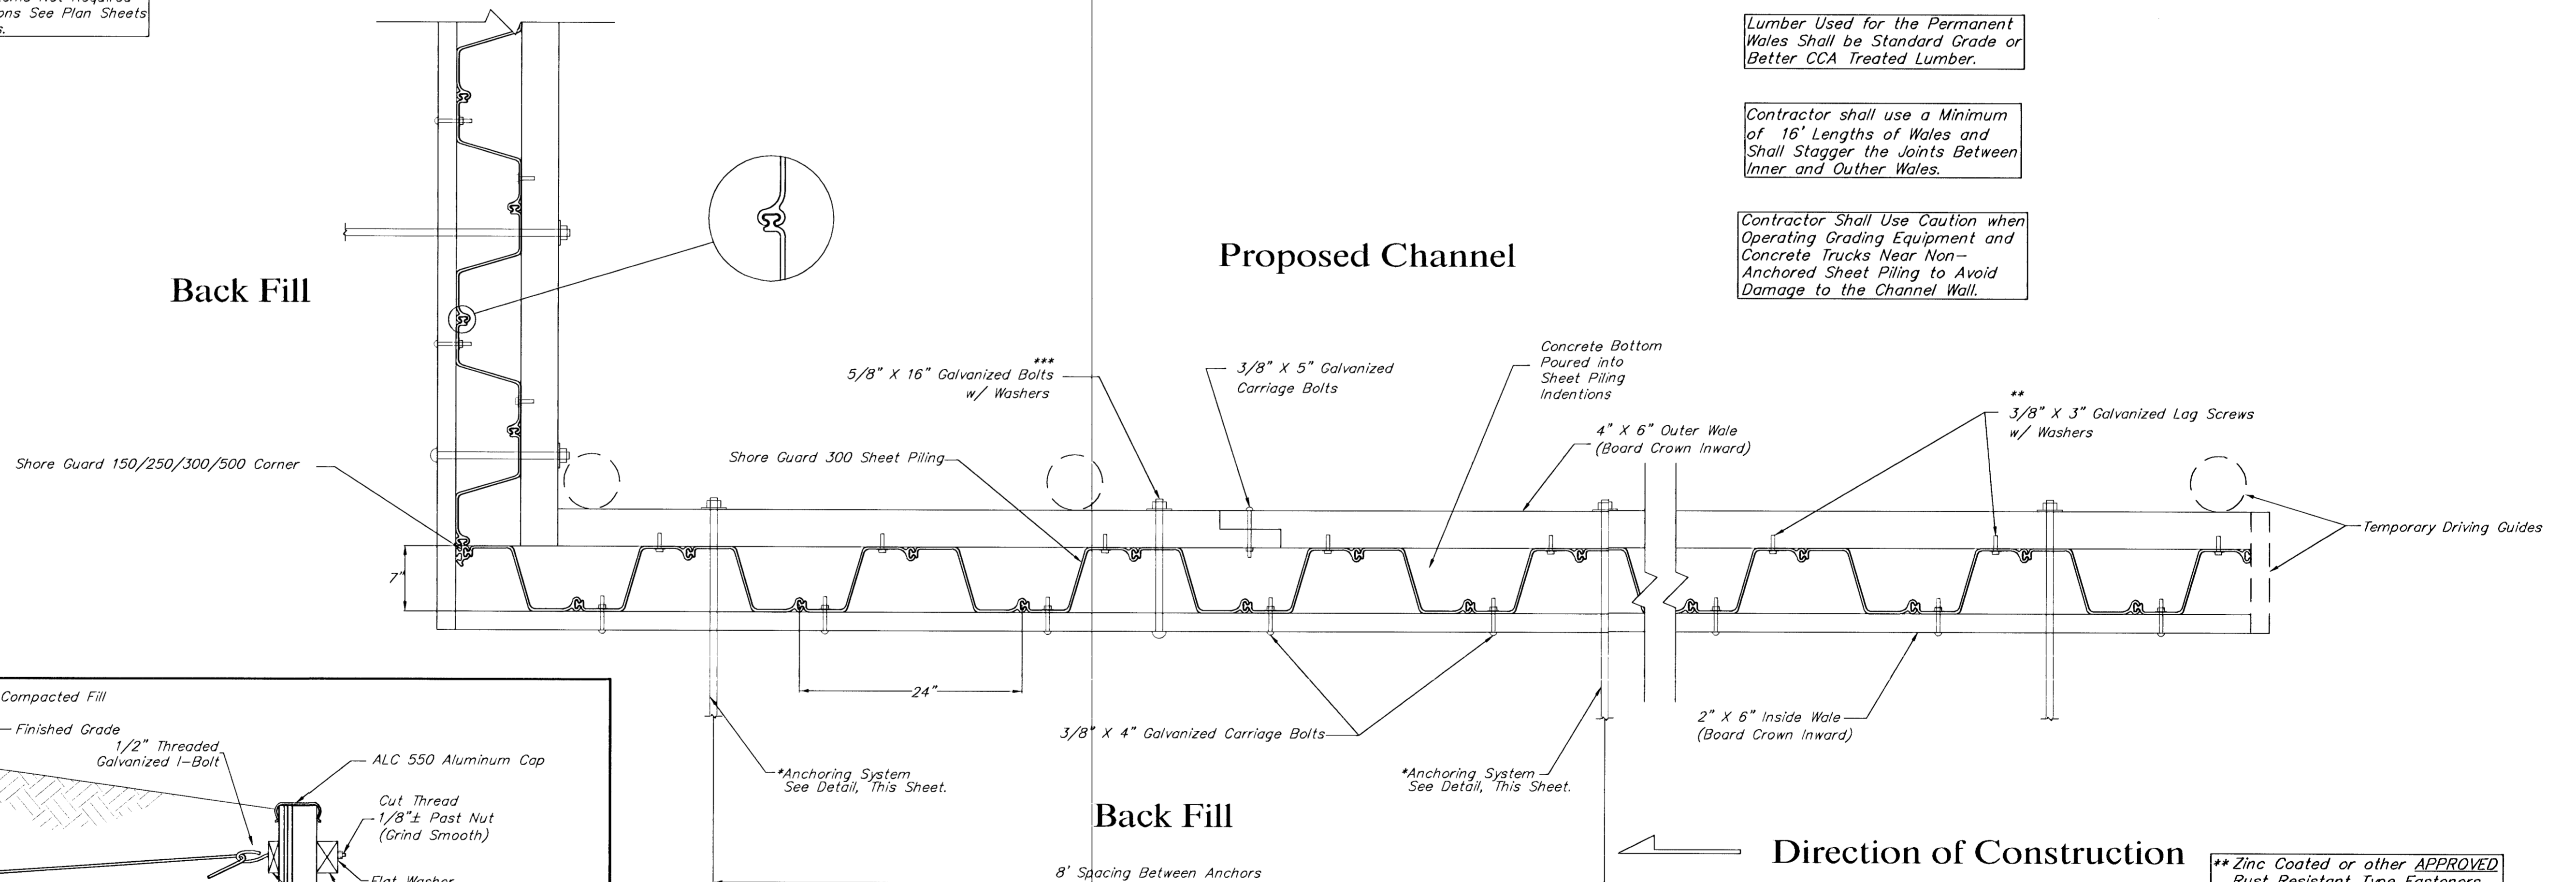 ons See Plan Sheets
s.
Lumber Used for the Permanent
Wales Shall be Standard Grade or
Better CCA Treated Lumber.
Contractor shall use a Minimum
of 16' Lengths of Wales and
Shall Stagger the Joints Between
Inner and Outher Wales.
Contractor Shall Use Caution when
Operating Grading Equipment and
Concrete Trucks Near Non-
Anchored Sheet Piling to Avoid
Damage to the Channel Wall.
Proposed Channel
Back Fill
***
5/8" X 16" Galvanized Bolts
w/ Washers
3/8" X 5" Galvanized
Carriage Bolts
Concrete Bottom
Poured into
Sheet Piling
Indentions
**
3/8" X 3" Galvanized Lag Screws
w/ Washers
4" X 6" Outer Wale
(Board Crown Inward)
Shore Guard 150/250/300/500 Corner
Shore Guard 300 Sheet Piling
Temporary Driving Guides
7"
24"
3/8" X 4" Galvanized Carriage Bolts
2" X 6" Inside Wale
(Board Crown Inward)
*Anchoring System
See Detail, This Sheet.
*Anchoring System
See Detail, This Sheet.
Back Fill
8' Spacing Between Anchors
Direction of Construction
** Zinc Coated or other APPROVED
Rust Resistant Type Fasteners
Compacted Fill
Finished Grade
1/2" Threaded
Galvanized I-Bolt
ALC 550 Aluminum Cap
Cut Thread
1/8"± Past Nut
(Grind Smooth)
Flat Washer